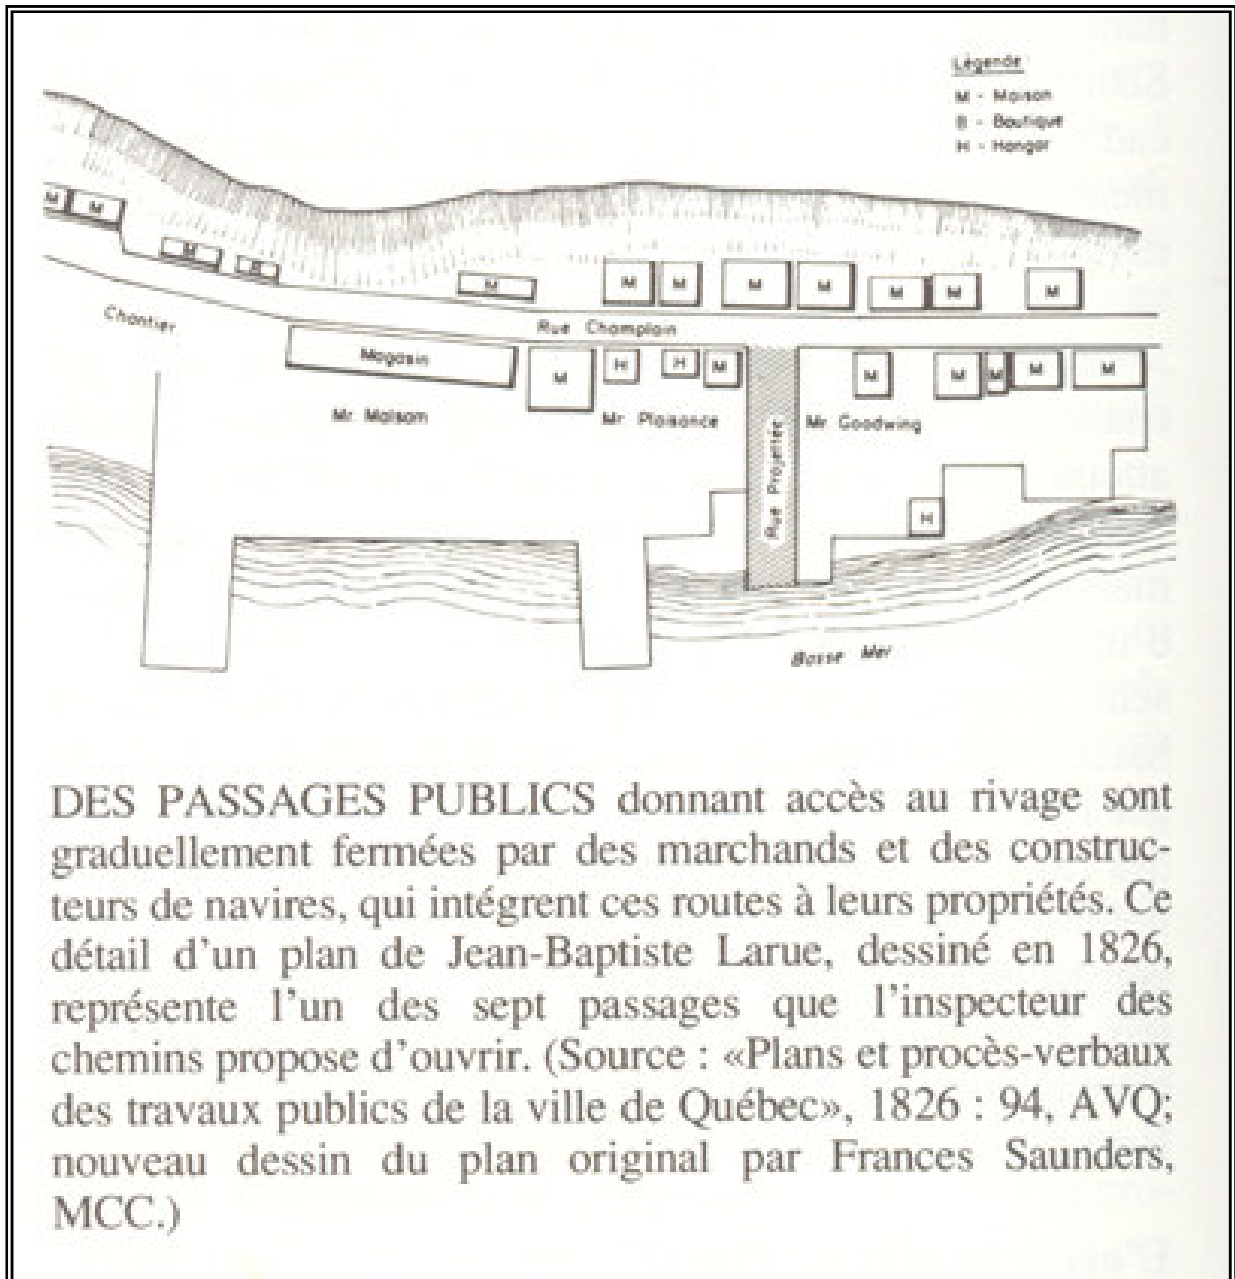 Légende
M - Maison
B - Boutique
H - Hangar
M
M
M
B
M
M
M
M
M
M
M
M
Chantier
Rue Champlain
Magasin
M
H
H
M
M
M
M
M
M
Mr. Molsom
Mr. Plaisance
Mr. Goodwing
Rue Projettée
H
Basse Mer
DES PASSAGES PUBLICS donnant accès au rivage sont
graduellement fermées par des marchands et des construc-
teurs de navires, qui intégrent ces routes à leurs propriétés. Ce
détail d'un plan de Jean-Baptiste Larue, dessiné en 1826,
représente l'un des sept passages que l'inspecteur des
chemins propose d'ouvrir. (Source : «Plans et procès-verbaux
des travaux publics de la ville de Québec», 1826 : 94, AVQ;
nouveau dessin du plan original par Frances Saunders,
MCC.)